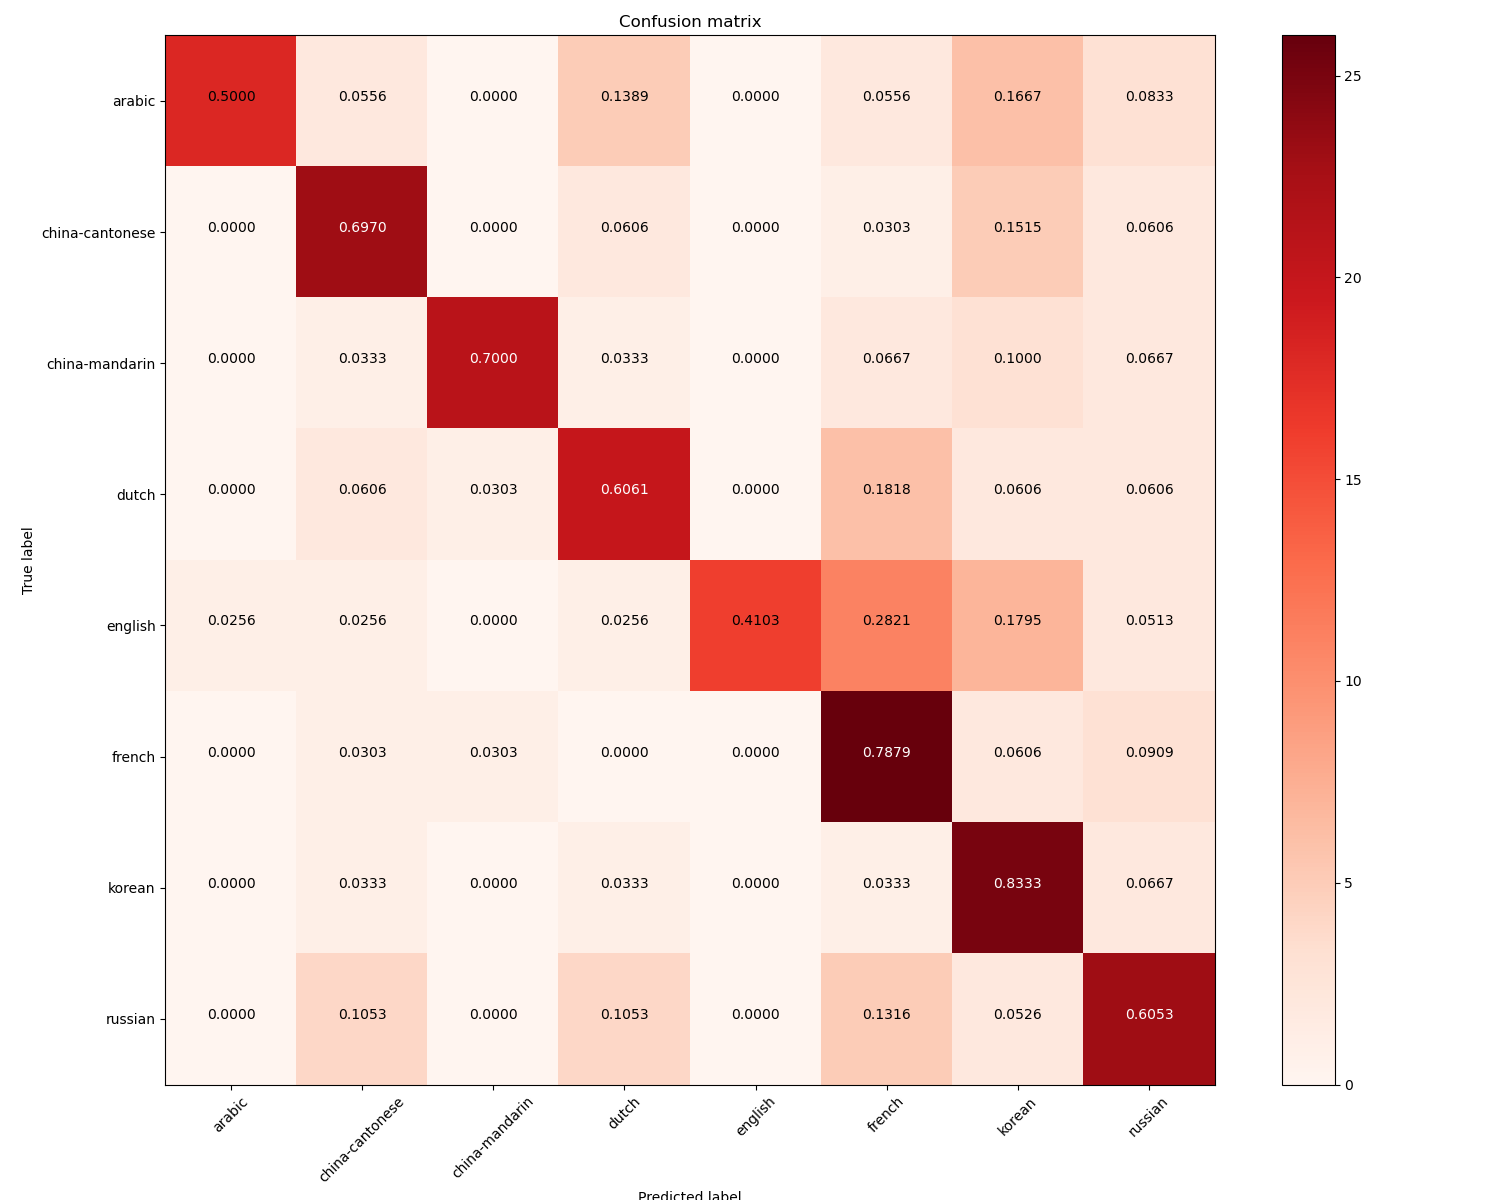 Confusion matrix
arabic 0.5000 0.0556 0.0000 0.1389 0.0000 0.0556 0.1667 0.0833
china-cantonese 0.0000 0.6970 0.0000 0.0606 0.0000 0.0303 0.1515 0.0606
china-mandarin 0.0000 0.0333 0.7000 0.0333 0.0000 0.0667 0.1000 0.0667
dutch 0.0000 0.0606 0.0303 0.6061 0.0000 0.1818 0.0606 0.0606
english 0.0256 0.0256 0.0000 0.0256 0.4103 0.2821 0.1795 0.0513
french 0.0000 0.0303 0.0303 0.0000 0.0000 0.7879 0.0606 0.0909
korean 0.0000 0.0333 0.0000 0.0333 0.0000 0.0333 0.8333 0.0667
russian 0.0000 0.1053 0.0000 0.1053 0.0000 0.1316 0.0526 0.6053
True label
arabic china-cantonese china-mandarin dutch english french korean russian
Predicted label
25
20
15
10
5
0